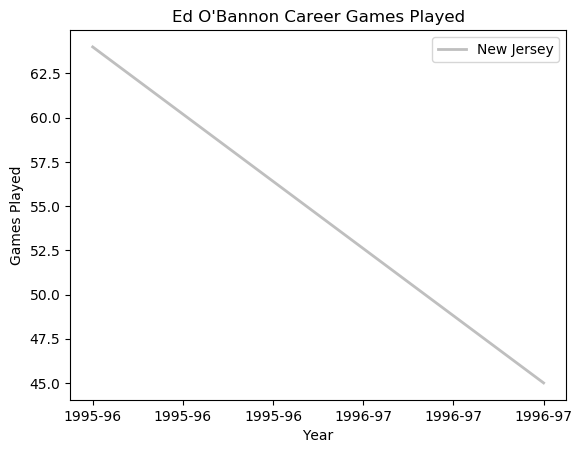 Ed O'Bannon Career Games Played
New Jersey
Games Played
62.5
60.0
57.5
55.0
52.5
50.0
47.5
45.0
1995-96 1995-96 1995-96 1996-97 1996-97 1996-97
Year